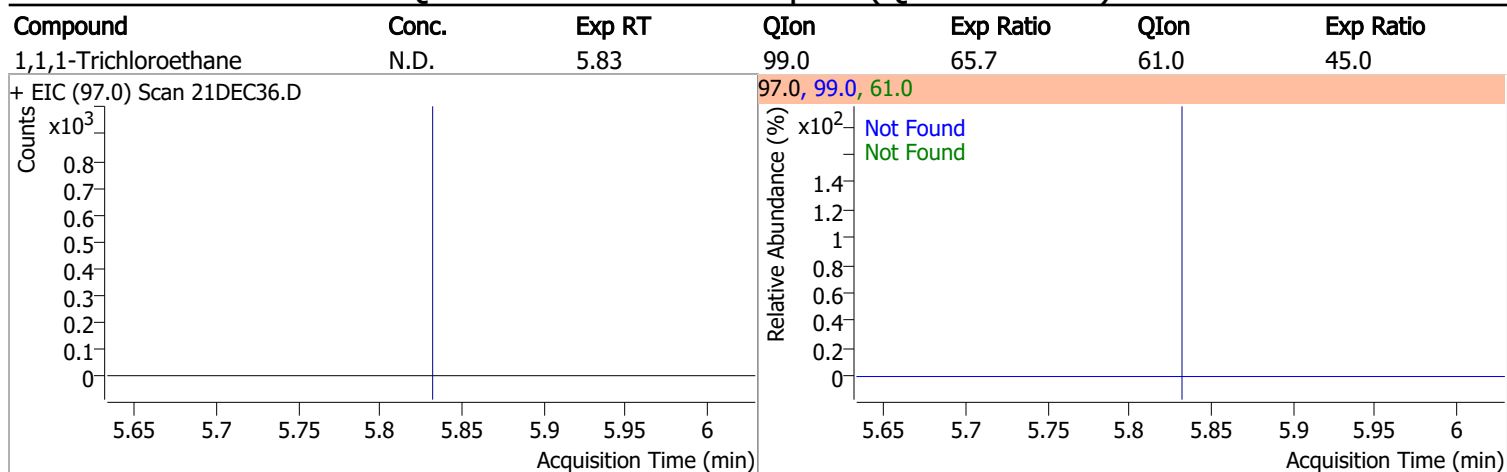 Compound Conc. Exp RT QIon Exp Ratio QIon Exp Ratio
1,1,1-Trichloroethane N.D. 5.83 99.0 65.7 61.0 45.0
+ EIC (97.0) Scan 21DEC36.D
Counts
x10³
0.8
0.7
0.6
0.5
0.4
0.3
0.2
0.1
0
5.65 5.7 5.75 5.8 5.85 5.9 5.95 6
Acquisition Time (min)
97.0, 99.0, 61.0
Relative Abundance (%)
x10²
Not Found
Not Found
1.4
1.2
1
0.8
0.6
0.4
0.2
0
5.65 5.7 5.75 5.8 5.85 5.9 5.95 6
Acquisition Time (min)